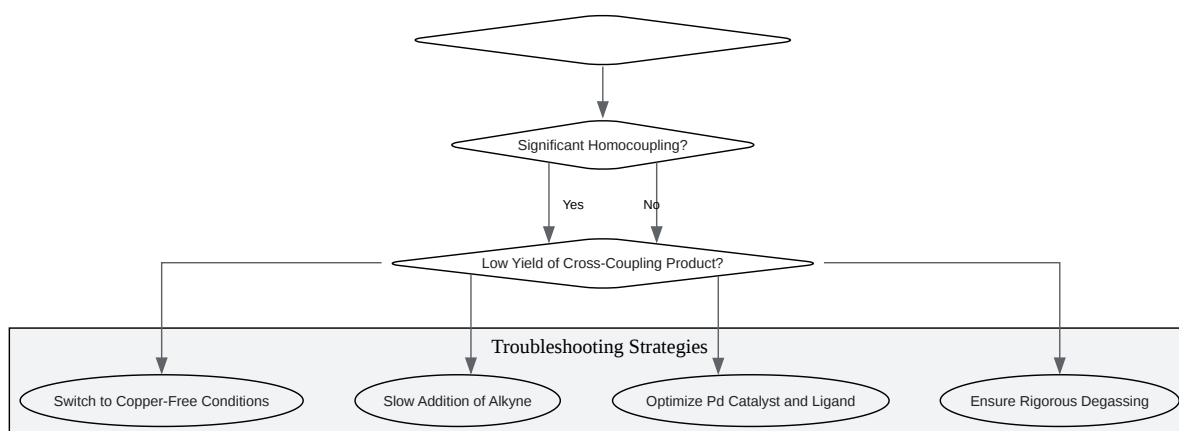 Significant Homocoupling?
Yes
No
Low Yield of Cross-Coupling Product?
Troubleshooting Strategies
Switch to Copper-Free Conditions
Slow Addition of Alkyne
Optimize Pd Catalyst and Ligand
Ensure Rigorous Degassing